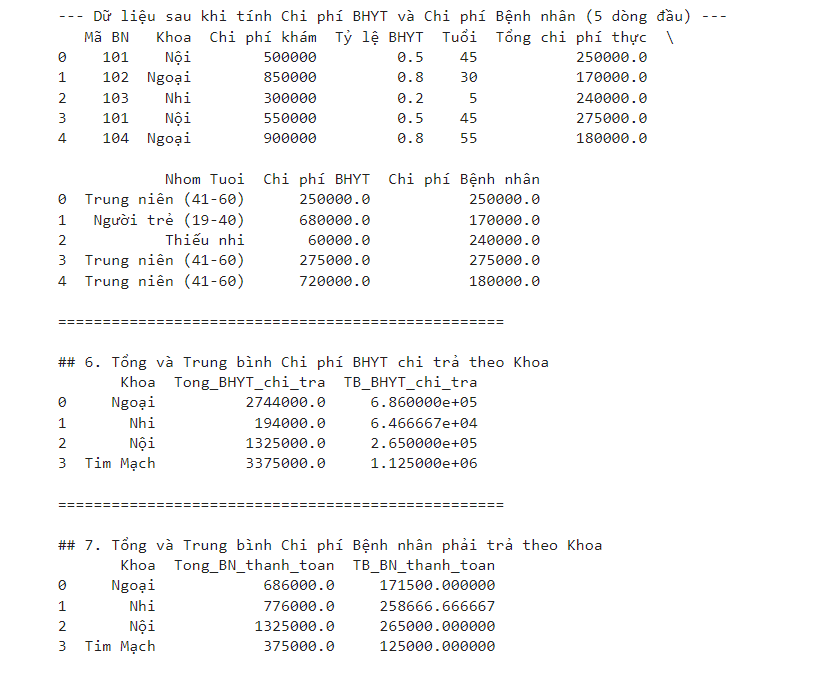 --- Dữ liệu sau khi tính Chi phí BHYT và Chi phí Bệnh nhân (5 dòng đầu) ---
   Mã BN   Khoa  Chi phí khám  Tỷ lệ BHYT  Tuổi  Tổng chi phí thực  \
0    101    Nội        500000         0.5    45           250000.0
1    102  Ngoại        850000         0.8    30           170000.0
2    103    Nhi        300000         0.2     5           240000.0
3    101    Nội        550000         0.5    45           275000.0
4    104  Ngoại        900000         0.8    55           180000.0
            Nhom Tuoi  Chi phí BHYT  Chi phí Bệnh nhân
0  Trung niên (41-60)      250000.0           250000.0
1   Người trẻ (19-40)      680000.0           170000.0
2           Thiếu nhi       60000.0           240000.0
3  Trung niên (41-60)      275000.0           275000.0
4  Trung niên (41-60)      720000.0           180000.0
==================================================
## 6. Tổng và Trung bình Chi phí BHYT chi trả theo Khoa
       Khoa  Tong_BHYT_chi_tra  TB_BHYT_chi_tra
0     Ngoại          2744000.0     6.860000e+05
1       Nhi           194000.0     6.466667e+04
2       Nội          1325000.0     2.650000e+05
3  Tim Mạch          3375000.0     1.125000e+06
==================================================
## 7. Tổng và Trung bình Chi phí Bệnh nhân phải trả theo Khoa
       Khoa  Tong_BN_thanh_toan  TB_BN_thanh_toan
0     Ngoại            686000.0     171500.000000
1       Nhi            776000.0     258666.666667
2       Nội           1325000.0     265000.000000
3  Tim Mạch            375000.0     125000.000000